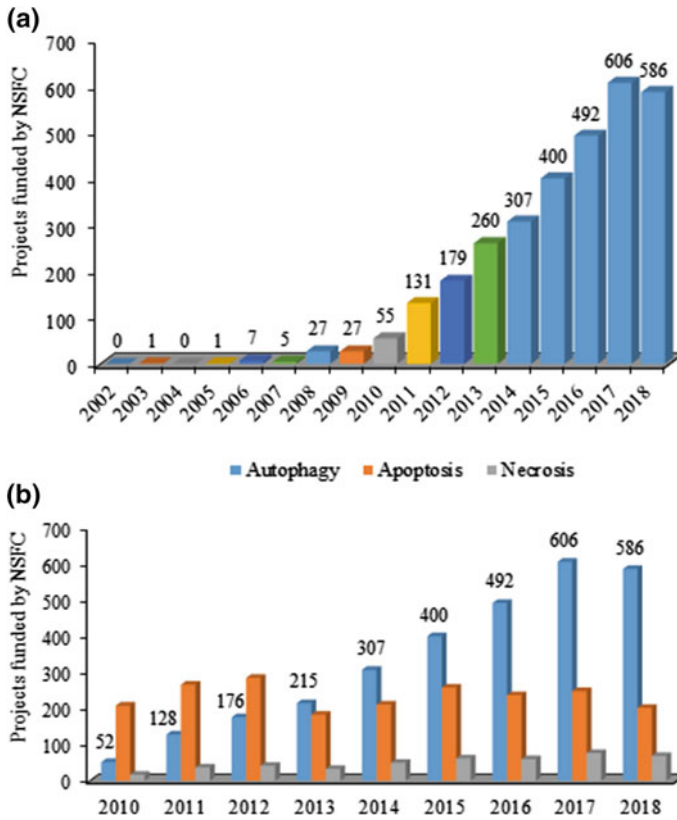 (a)
Projects funded by NSFC
700
600
500
400
300
200
100
0
0 1 0 1 7 5 27 27 55 131 179 260 307 400 492 606 586
2002 2003 2004 2005 2006 2007 2008 2009 2010 2011 2012 2013 2014 2015 2016 2017 2018
Autophagy Apoptosis Necrosis
(b)
Projects funded by NSFC
700
600
500
400
300
200
100
0
52 128 176 215 307 400 492 606 586
2010 2011 2012 2013 2014 2015 2016 2017 2018